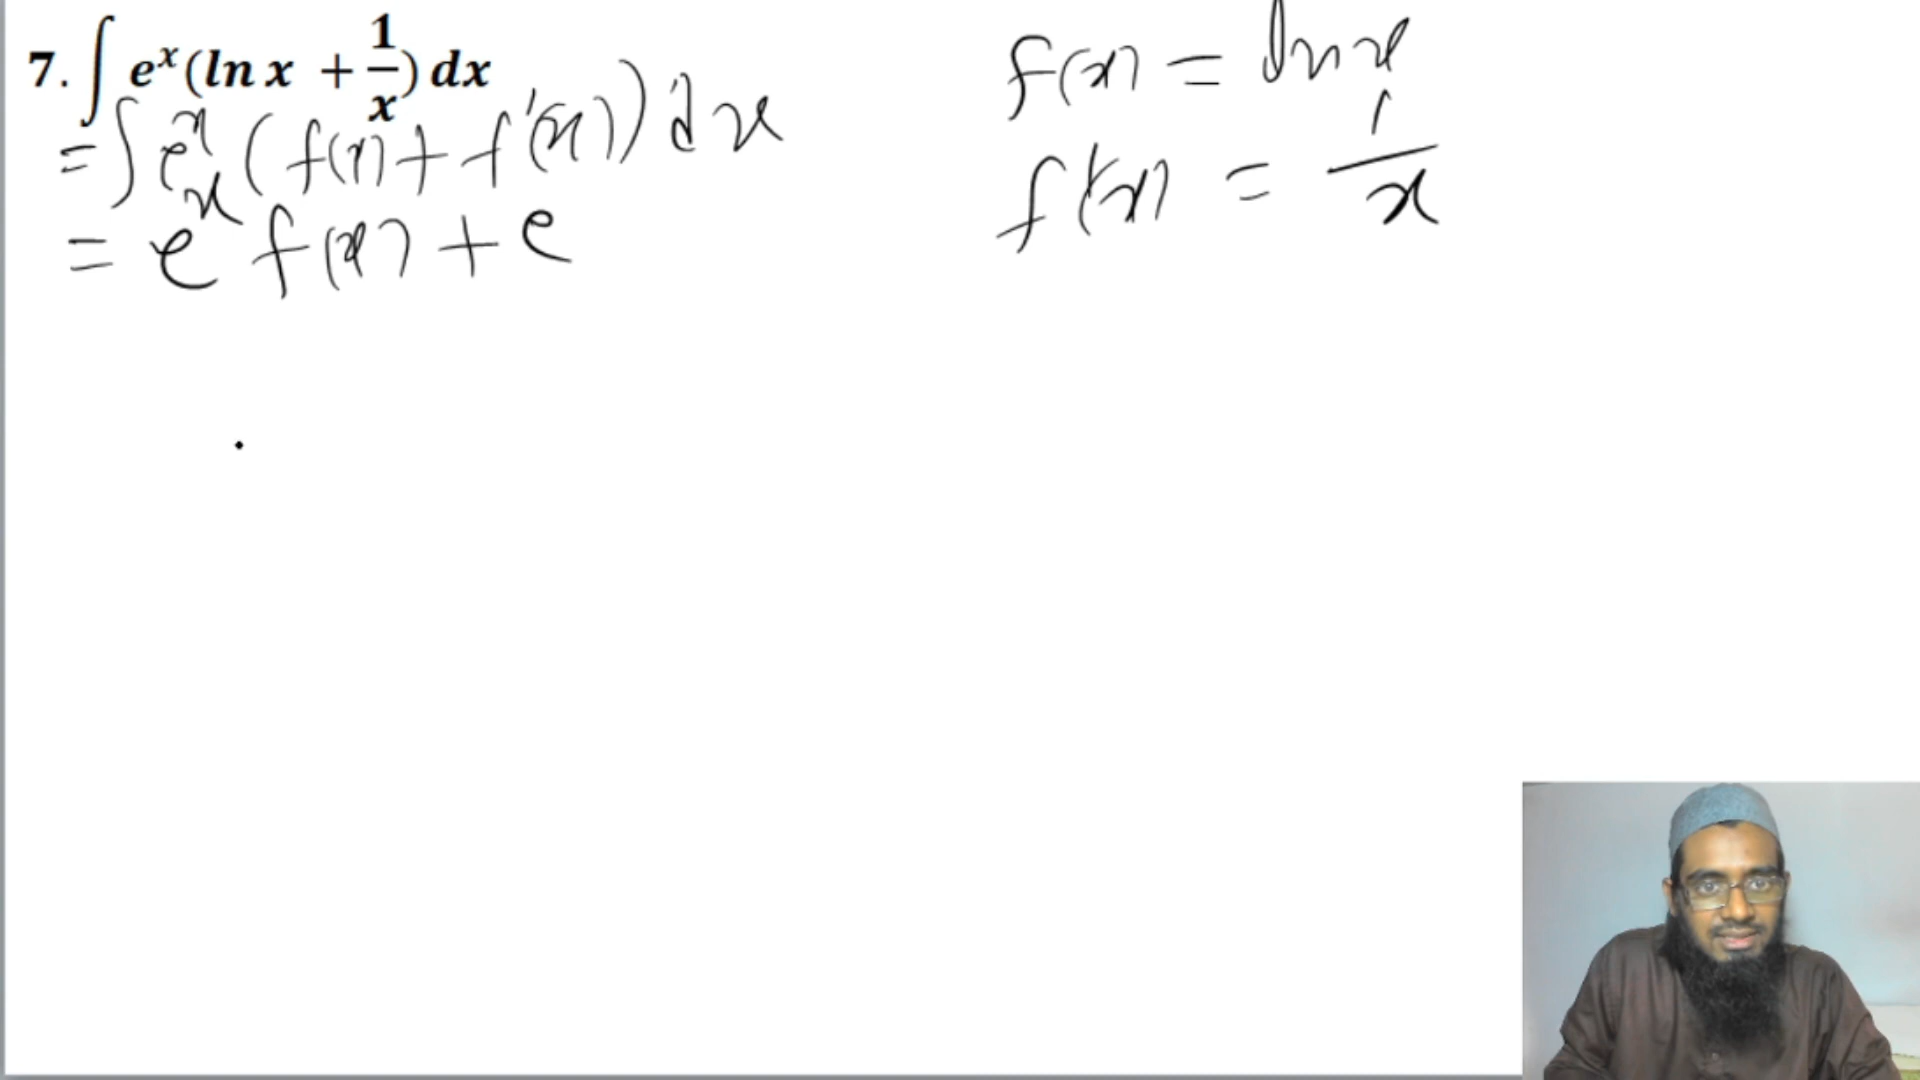 7. ∫ eˣ(ln x + 1/x) dx
= ∫ eˣ (f(x) + f'(x)) dx
= eˣ f(x) + e
f(x) = ln x
f'(x) = 1/x